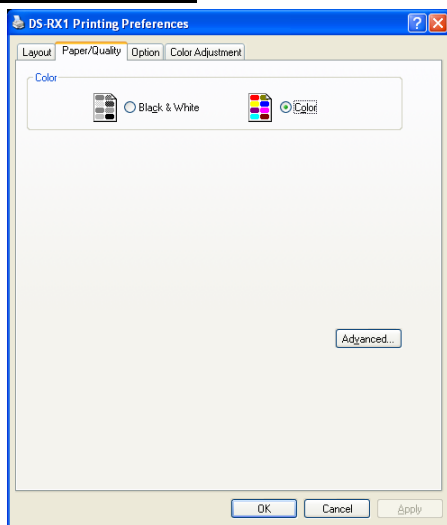 DS-RX1 Printing Preferences
Layout Paper/Quality Option Color Adjustment
Color
Black & White Color
Advanced...
OK Cancel Apply